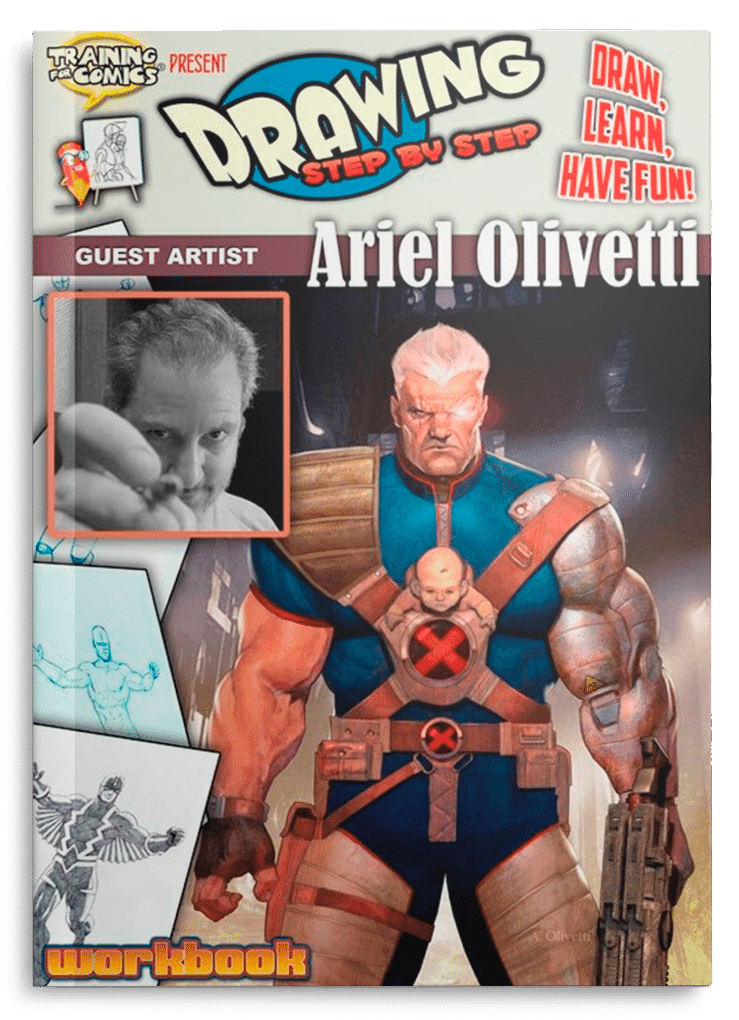 TRAINING
FOR COMICS®
PRESENT
DRAWING
STEP BY STEP
DRAW,
LEARN,
HAVE FUN!
GUEST ARTIST
Ariel Olivetti
A. Olivetti
workbook